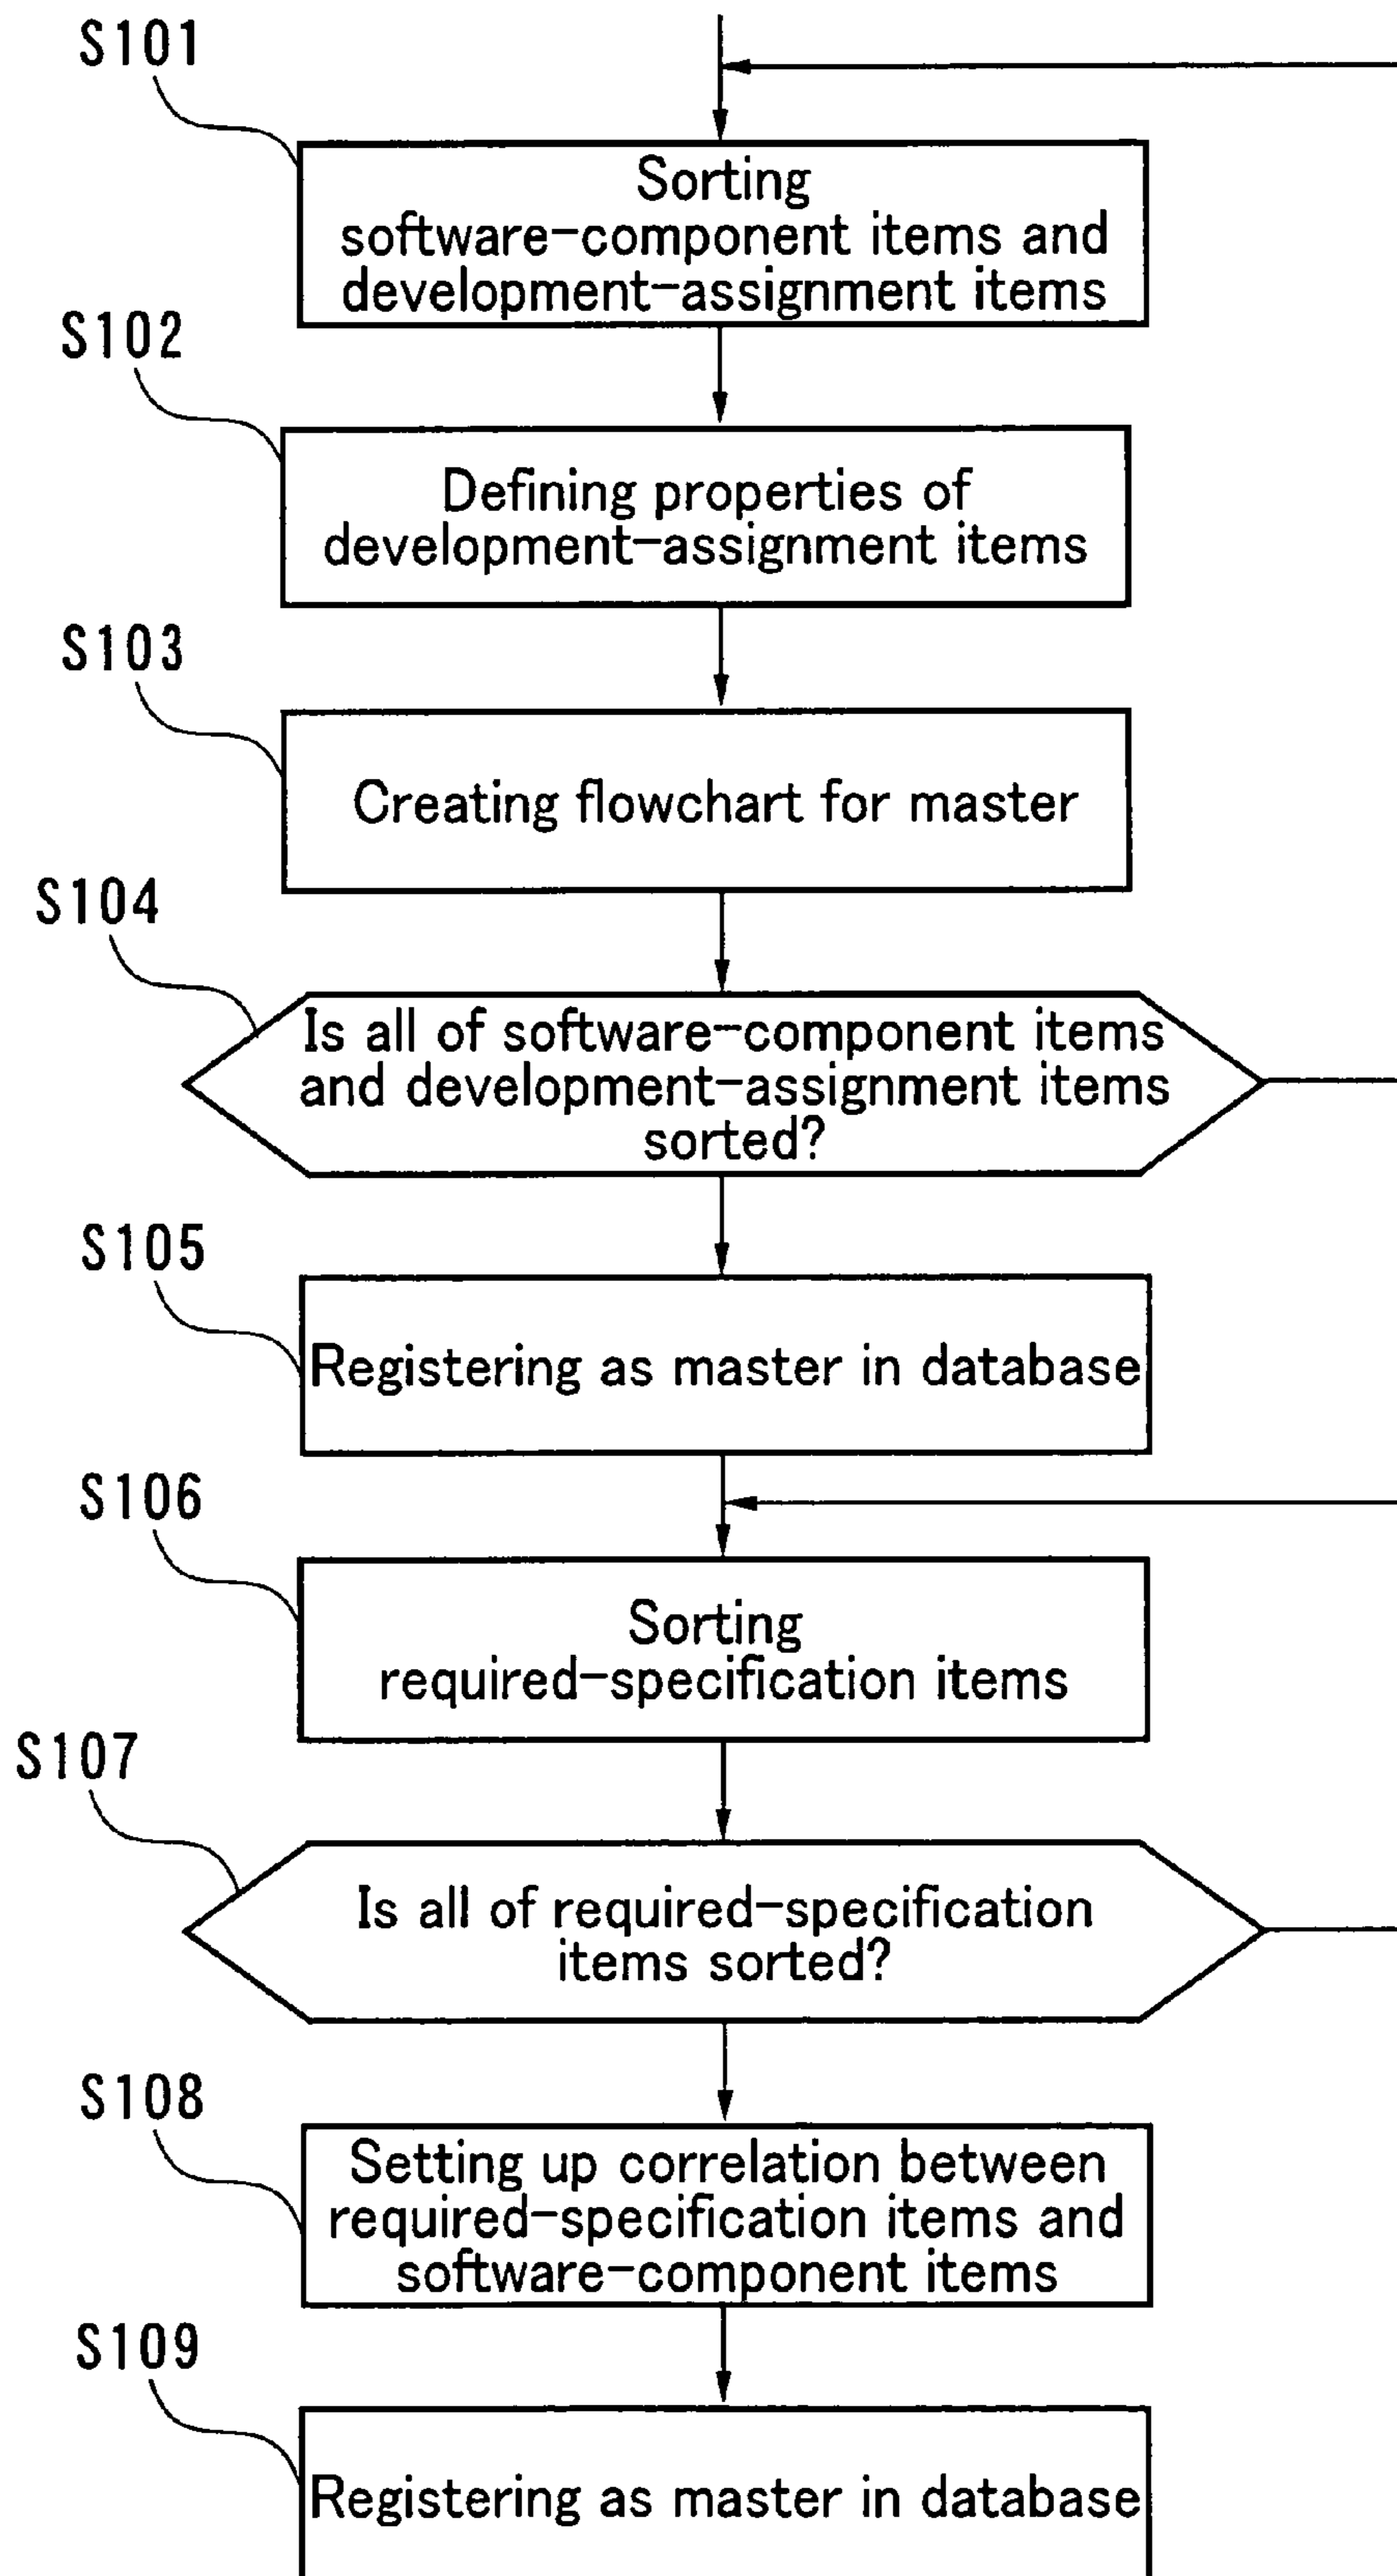 S101
Sorting
software-component items and
development-assignment items
S102
Defining properties of
development-assignment items
S103
Creating flowchart for master
S104
Is all of software-component items
and development-assignment items
sorted?
S105
Registering as master in database
S106
Sorting
required-specification items
S107
Is all of required-specification
items sorted?
S108
Setting up correlation between
required-specification items and
software-component items
S109
Registering as master in database